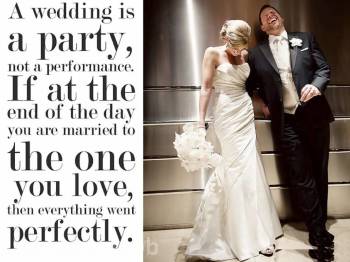 A wedding is
a party,
not a performance.
If at the
end of the day
you are married to
the one
you love,
then everything went
perfectly.